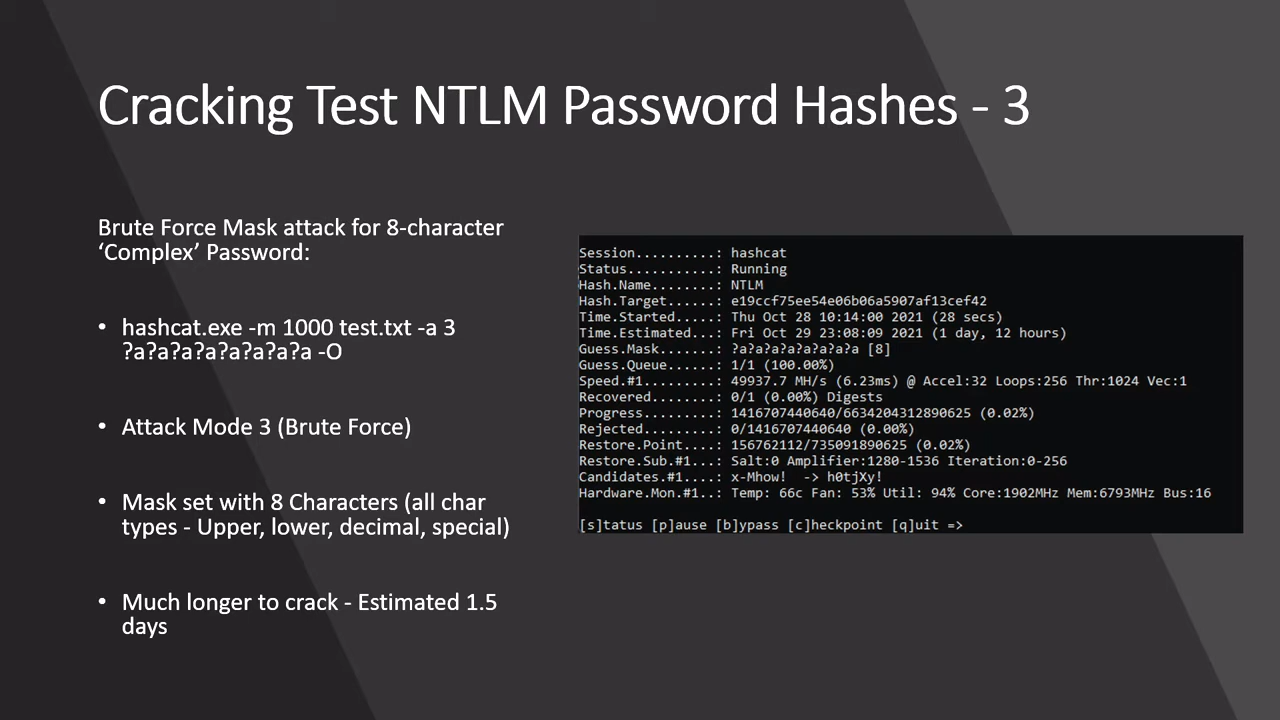 Cracking Test NTLM Password Hashes - 3
Brute Force Mask attack for 8-character
‘Complex’ Password:
• hashcat.exe -m 1000 test.txt -a 3
?a?a?a?a?a?a?a?a -O
• Attack Mode 3 (Brute Force)
• Mask set with 8 Characters (all char
types - Upper, lower, decimal, special)
• Much longer to crack - Estimated 1.5
days
Session..........: hashcat
Status...........: Running
Hash.Name........: NTLM
Hash.Target......: e19ccf75ee54e06b06a5907af13cef42
Time.Started.....: Thu Oct 28 10:14:00 2021 (28 secs)
Time.Estimated...: Fri Oct 29 23:08:09 2021 (1 day, 12 hours)
Guess.Mask.......: ?a?a?a?a?a?a?a?a [8]
Guess.Queue......: 1/1 (100.00%)
Speed.#1.........: 49937.7 MH/s (6.23ms) @ Accel:32 Loops:256 Thr:1024 Vec:1
Recovered........: 0/1 (0.00%) Digests
Progress.........: 1416707440640/6634204312890625 (0.02%)
Rejected.........: 0/1416707440640 (0.00%)
Restore.Point....: 156762112/735091890625 (0.02%)
Restore.Sub.#1...: Salt:0 Amplifier:1280-1536 Iteration:0-256
Candidates.#1....: x-Mhow!  -> h0tjXy!
Hardware.Mon.#1..: Temp: 66c Fan: 53% Util: 94% Core:1902MHz Mem:6793MHz Bus:16
[s]tatus [p]ause [b]ypass [c]heckpoint [q]uit =>